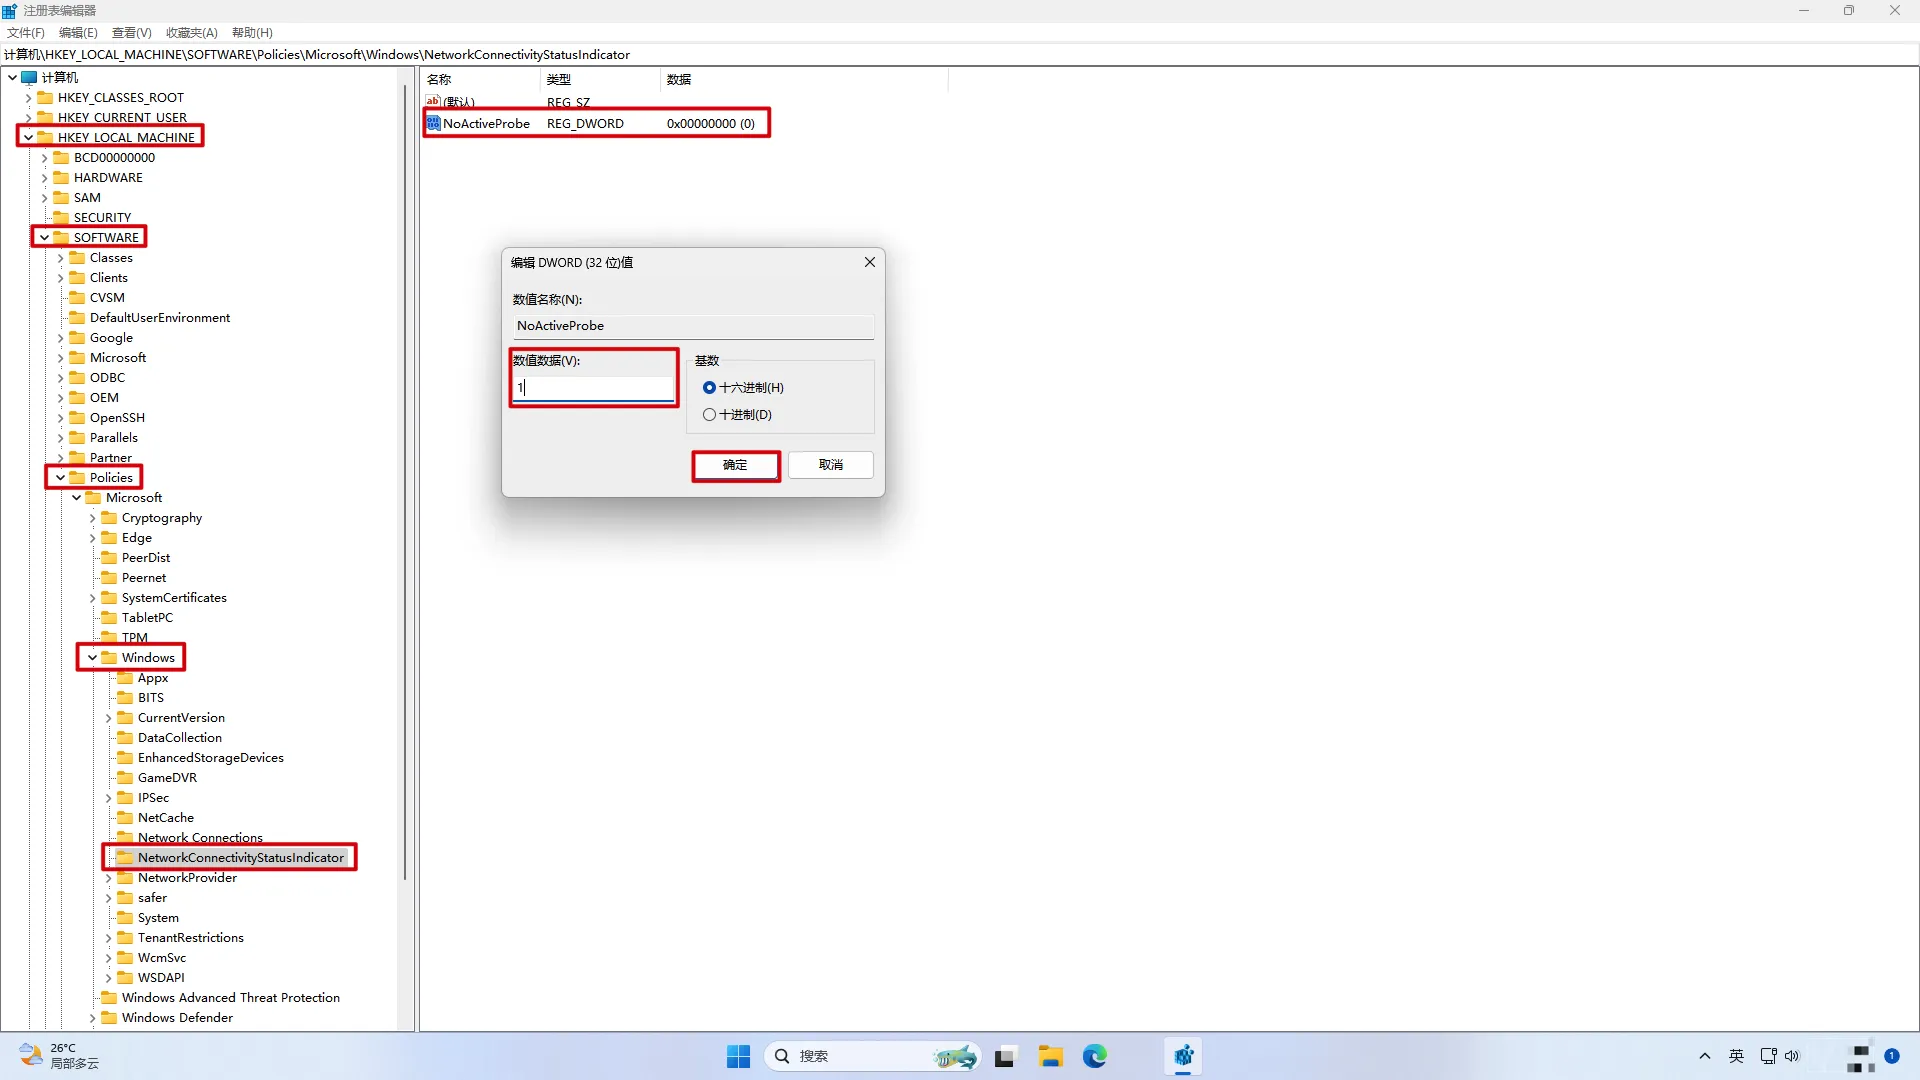 注册表编辑器
文件(F) 编辑(E) 查看(V) 收藏夹(A) 帮助(H)
计算机\HKEY_LOCAL_MACHINE\SOFTWARE\Policies\Microsoft\Windows\NetworkConnectivityStatusIndicator
计算机
HKEY_CLASSES_ROOT
HKEY_CURRENT_USER
HKEY_LOCAL_MACHINE
BCD00000000
HARDWARE
SAM
SECURITY
SOFTWARE
Classes
Clients
CVSM
DefaultUserEnvironment
Google
Microsoft
ODBC
OEM
OpenSSH
Parallels
Partner
Policies
Microsoft
Cryptography
Edge
PeerDist
Peernet
SystemCertificates
TabletPC
TPM
Windows
Appx
BITS
CurrentVersion
DataCollection
EnhancedStorageDevices
GameDVR
IPSec
NetCache
Network Connections
NetworkConnectivityStatusIndicator
NetworkProvider
safer
System
TenantRestrictions
WcmSvc
WSDAPI
Windows Advanced Threat Protection
Windows Defender
名称 类型 数据
ab (默认) REG_SZ
NoActiveProbe REG_DWORD 0x00000000 (0)
编辑 DWORD (32 位)值
数值名称(N):
NoActiveProbe
数值数据(V):
1
基数
十六进制(H)
十进制(D)
确定 取消
26°C
局部多云
搜索
英
1